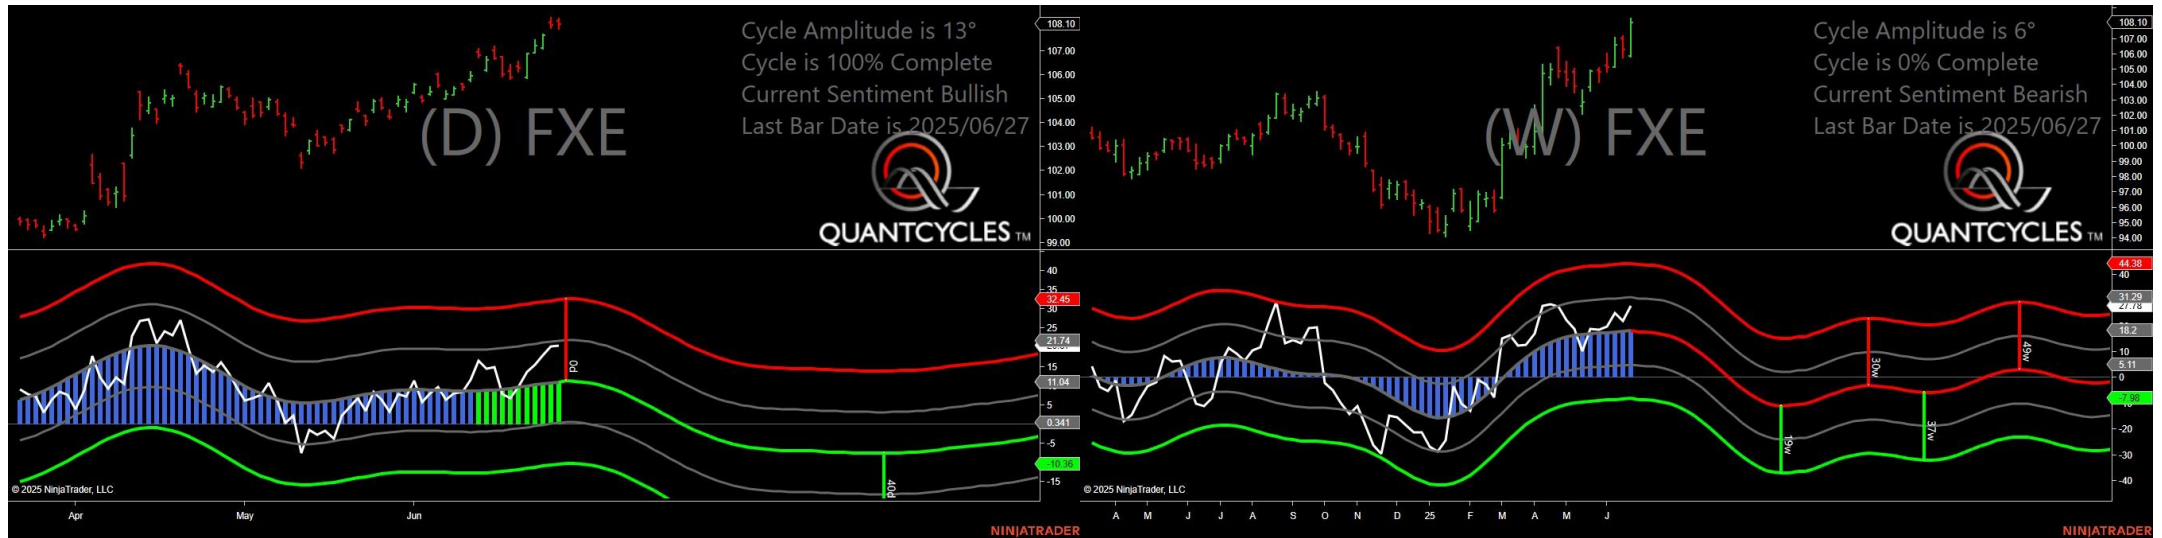 Cycle Amplitude is 13°
Cycle is 100% Complete
Current Sentiment Bullish
Last Bar Date is 2025/06/27
(D) FXE
QUANTCYCLES TM
108.10
107.00
106.00
105.00
104.00
103.00
102.00
101.00
100.00
99.00
40
35
32.45
30
25
21.74
15
11.04
5
0.341
-5
-10.36
-15
0d
40d
© 2025 NinjaTrader, LLC
Apr
May
Jun
NINJATRADER
Cycle Amplitude is 6°
Cycle is 0% Complete
Current Sentiment Bearish
Last Bar Date is 2025/06/27
(W) FXE
QUANTCYCLES TM
108.10
107.00
106.00
105.00
104.00
103.00
102.00
101.00
100.00
99.00
98.00
97.00
96.00
95.00
94.00
44.38
40
31.29
27.78
18.2
10
5.11
0
-7.98
-20
-30
-40
19w
30w
37w
49w
© 2025 NinjaTrader, LLC
A
M
J
J
A
S
O
N
D
25
F
M
A
M
J
NINJATRADER